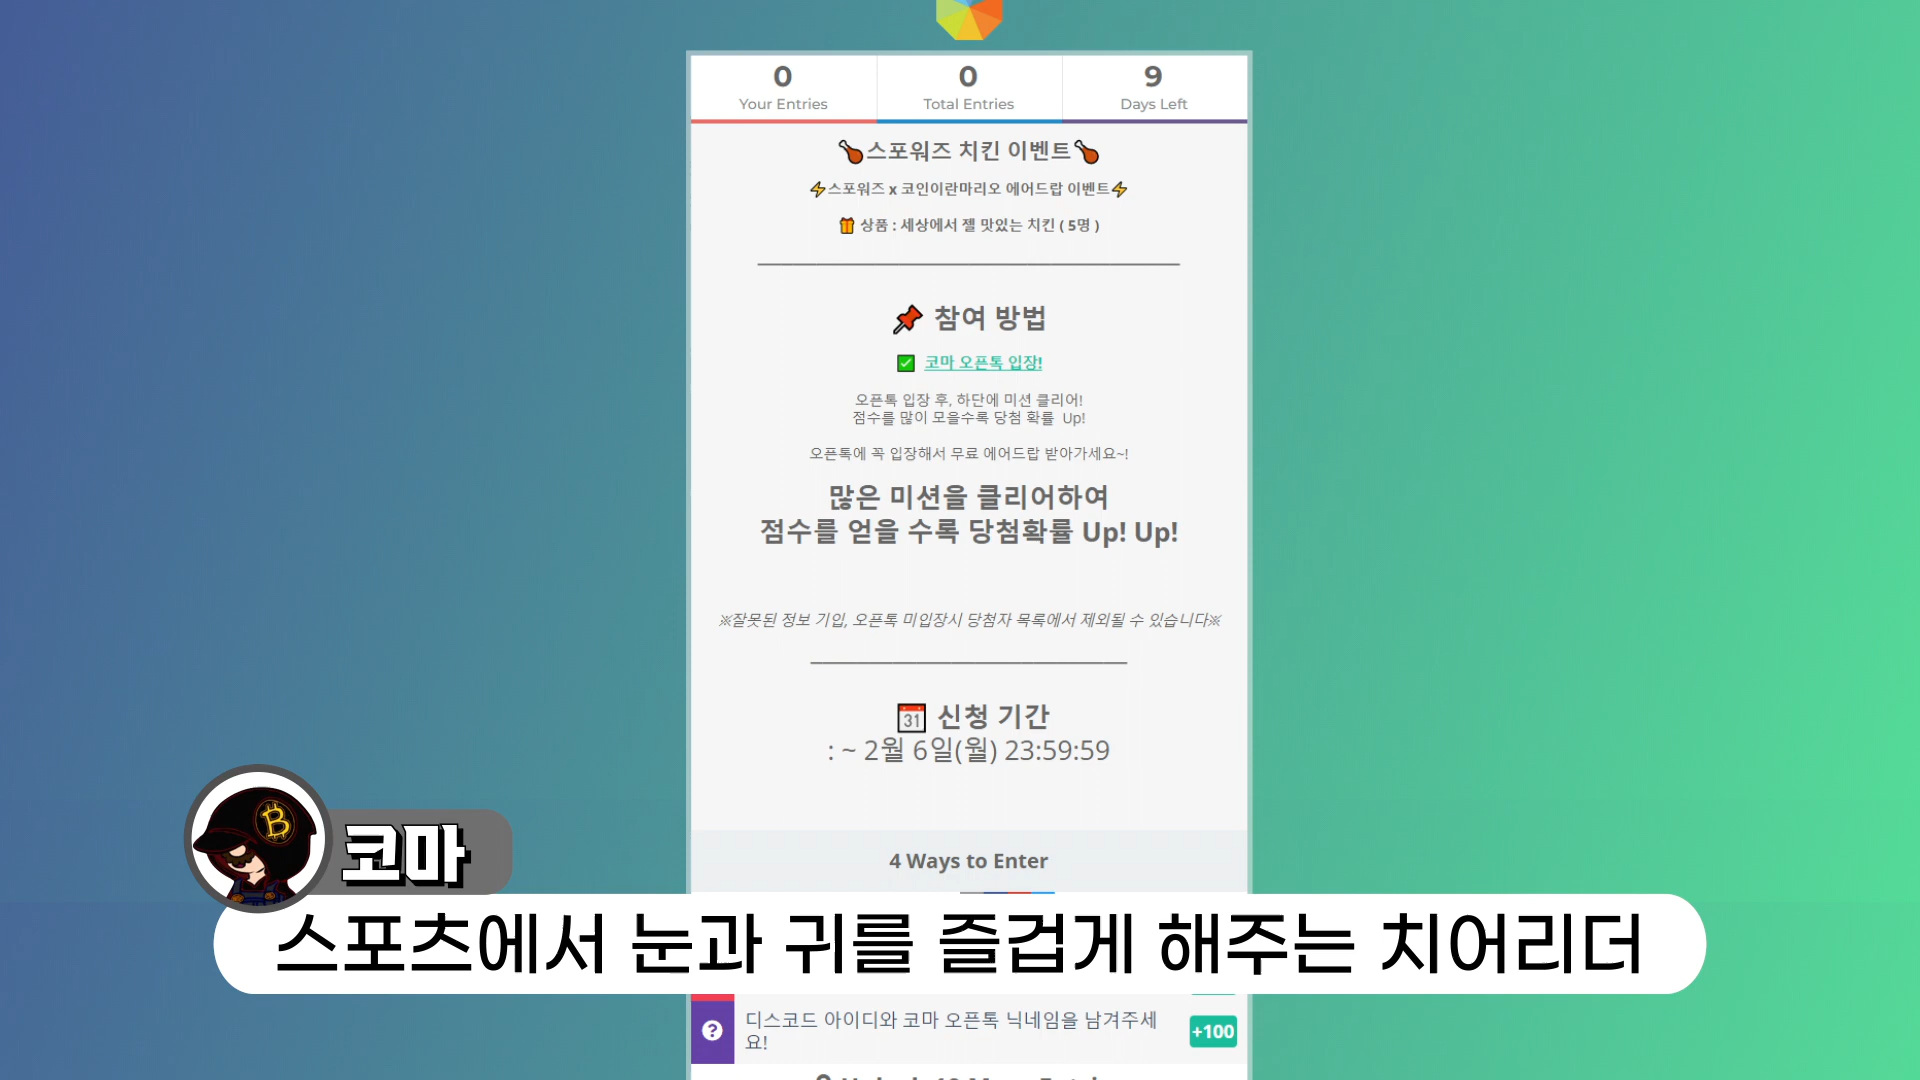 0
Your Entries
0
Total Entries
9
Days Left
🍗스포워즈 치킨 이벤트🍗
⚡스포워즈 x 코인이란마리오 에어드랍 이벤트⚡
🎁 상품 : 세상에서 젤 맛있는 치킨 ( 5명 )
📌 참여 방법
✅ 코마 오픈톡 입장!
오픈톡 입장 후, 하단에 미션 클리어!
점수를 많이 모을수록 당첨 확률 Up!
오픈톡에 꼭 입장해서 무료 에어드랍 받아가세요~!
많은 미션을 클리어하여
점수를 얻을 수록 당첨확률 Up! Up!
※잘못된 정보 기입, 오픈톡 미입장시 당첨자 목록에서 제외될 수 있습니다※
31 신청 기간
: ~ 2월 6일(월) 23:59:59
4 Ways to Enter
코마
스포츠에서 눈과 귀를 즐겁게 해주는 치어리더
디스코드 아이디와 코마 오픈톡 닉네임을 남겨주세
요!
+100